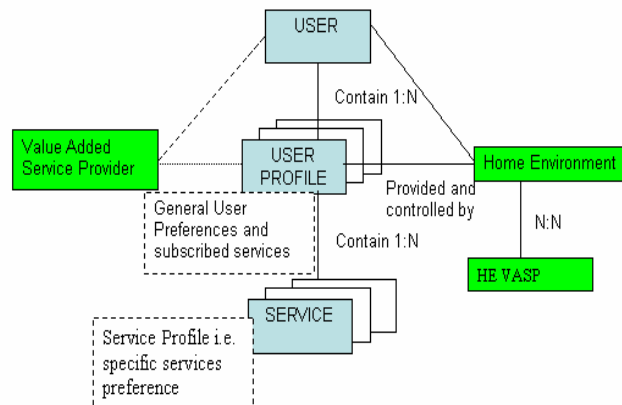 USER
Contain 1:N
Value Added
Service Provider
USER
PROFILE
Home Environment
Provided and
controlled by
General User
Preferences and
subscribed services
N:N
Contain 1:N
HE VASP
SERVICE
Service Profile i.e.
specific services
preference